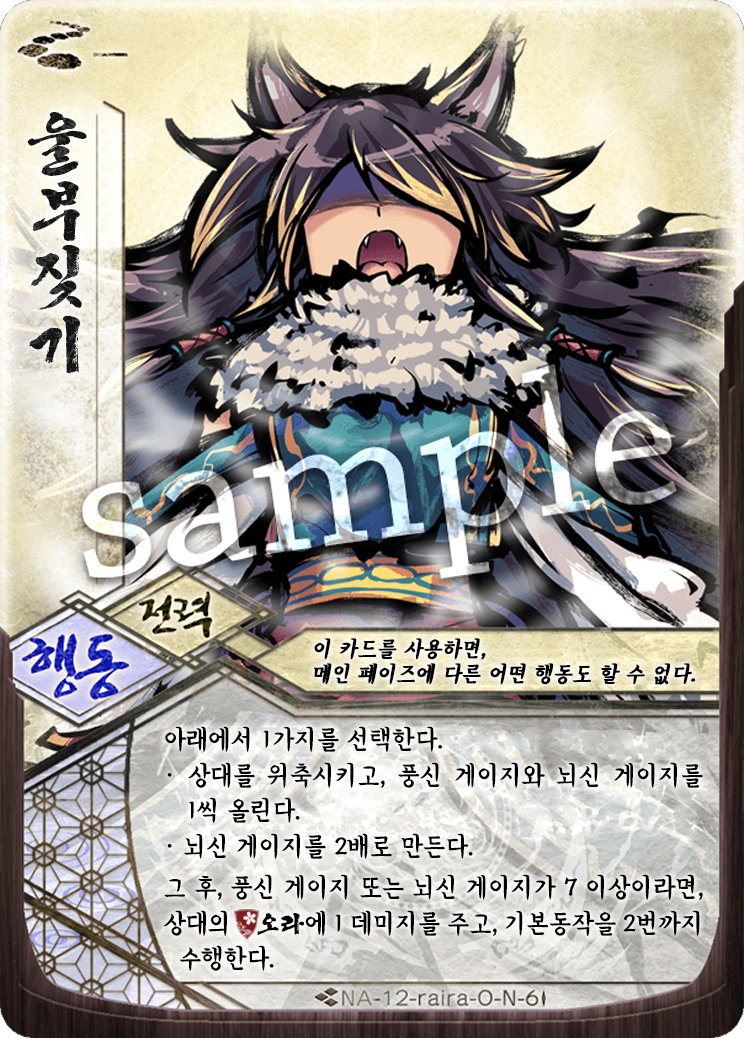 울부짖기
sample
전력
행동
이 카드를 사용하면,
메인 페이즈에 다른 어떤 행동도 할 수 없다.
아래에서 1가지를 선택한다.
· 상대를 위축시키고, 풍신 게이지와 뇌신 게이지를
1씩 올린다.
· 뇌신 게이지를 2배로 만든다.
그 후, 풍신 게이지 또는 뇌신 게이지가 7 이상이라면,
상대의 오라에 1 데미지를 주고, 기본동작을 2번까지
수행한다.
NA-12-raira-O-N-6